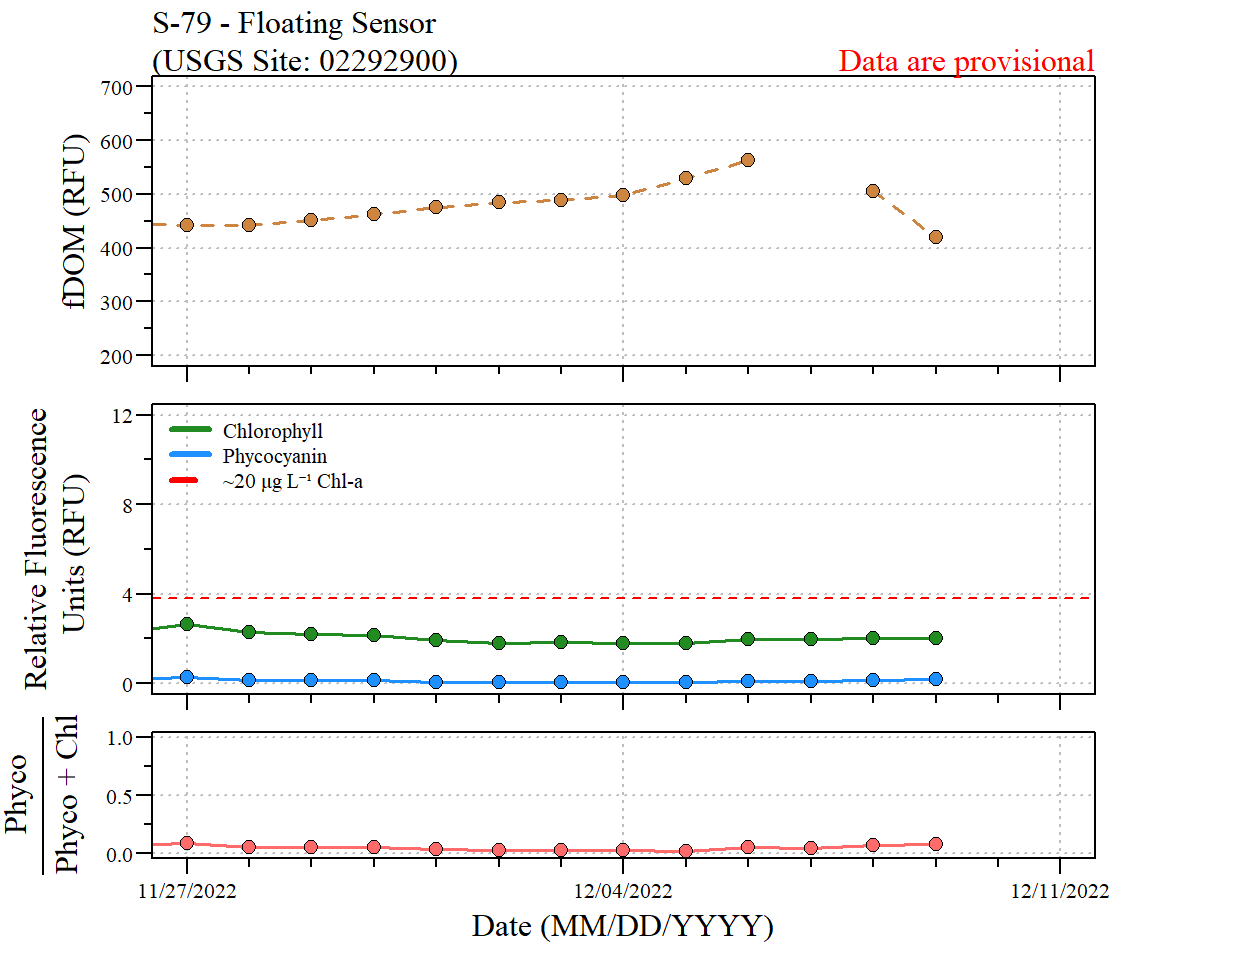 S-79 - Floating Sensor
(USGS Site: 02292900)
Data are provisional
700
600
500
400
300
200
fDOM (RFU)
12
8
4
0
Relative Fluorescence
Units (RFU)
Chlorophyll
Phycocyanin
~20 µg L⁻¹ Chl-a
1.0
0.5
0.0
Phyco
Phyco + Chl
11/27/2022
12/04/2022
12/11/2022
Date (MM/DD/YYYY)